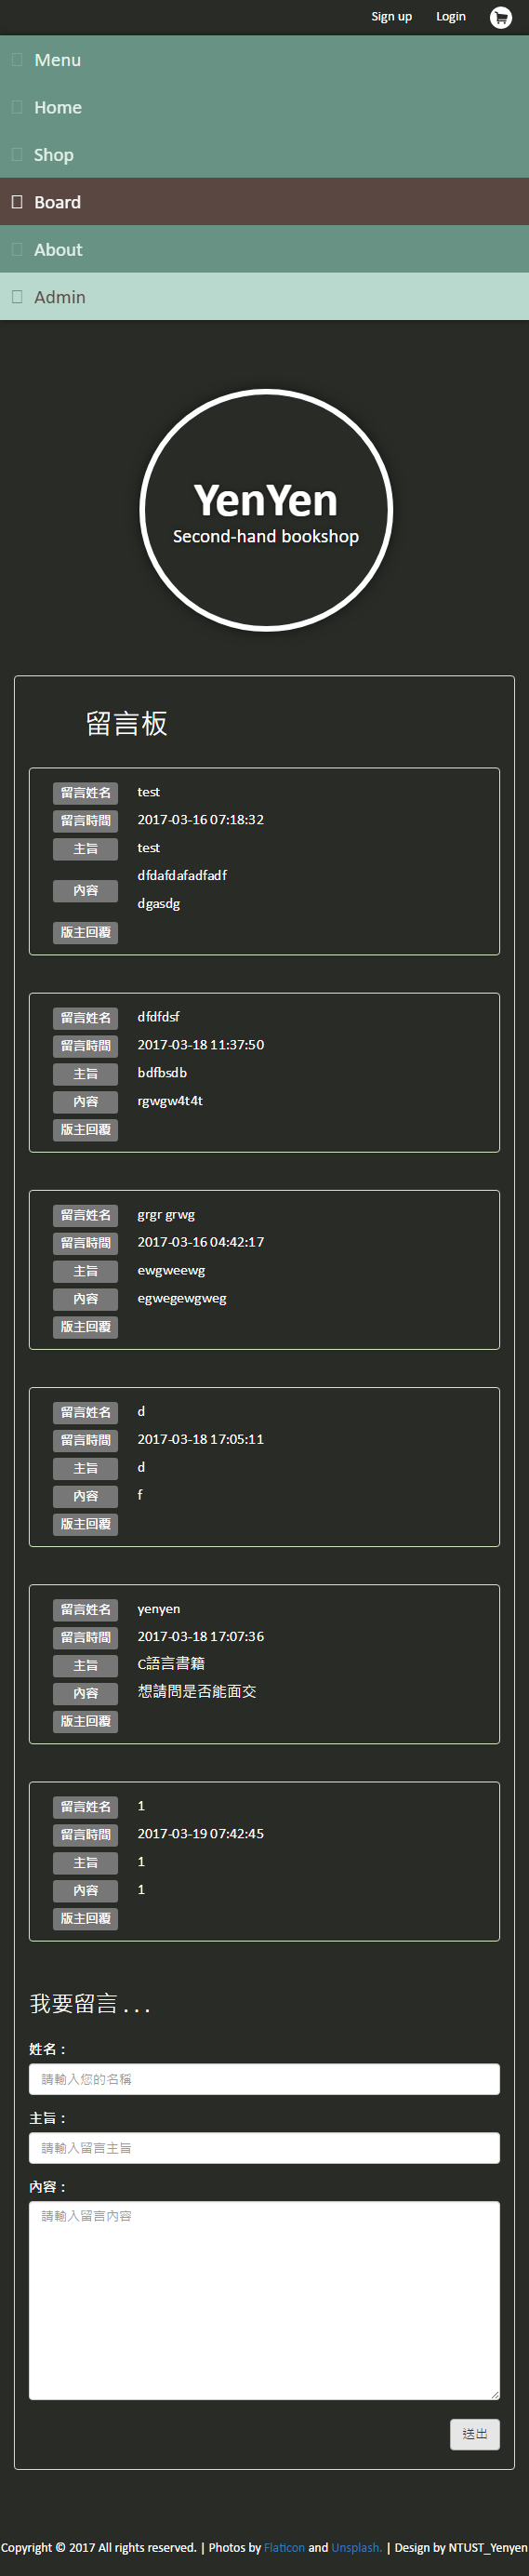 Sign up Login
Menu
Home
Shop
Board
About
Admin
YenYen
Second-hand bookshop
留言板
留言姓名 test
留言時間 2017-03-16 07:18:32
主旨 test
內容 dfdafdafadfadf
dgasdg
版主回覆
留言姓名 dfdfdsf
留言時間 2017-03-18 11:37:50
主旨 bdfbsdb
內容 rgwgw4t4t
版主回覆
留言姓名 grgr grwg
留言時間 2017-03-16 04:42:17
主旨 ewgweewg
內容 egwegewgweg
版主回覆
留言姓名 d
留言時間 2017-03-18 17:05:11
主旨 d
內容 f
版主回覆
留言姓名 yenyen
留言時間 2017-03-18 17:07:36
主旨 C語言書籍
內容 想請問是否能面交
版主回覆
留言姓名 1
留言時間 2017-03-19 07:42:45
主旨 1
內容 1
版主回覆
我要留言 . . .
姓名：
請輸入您的名稱
主旨：
請輸入留言主旨
內容：
請輸入留言內容
送出
Copyright © 2017 All rights reserved. | Photos by Flaticon and Unsplash. | Design by NTUST_Yenyen